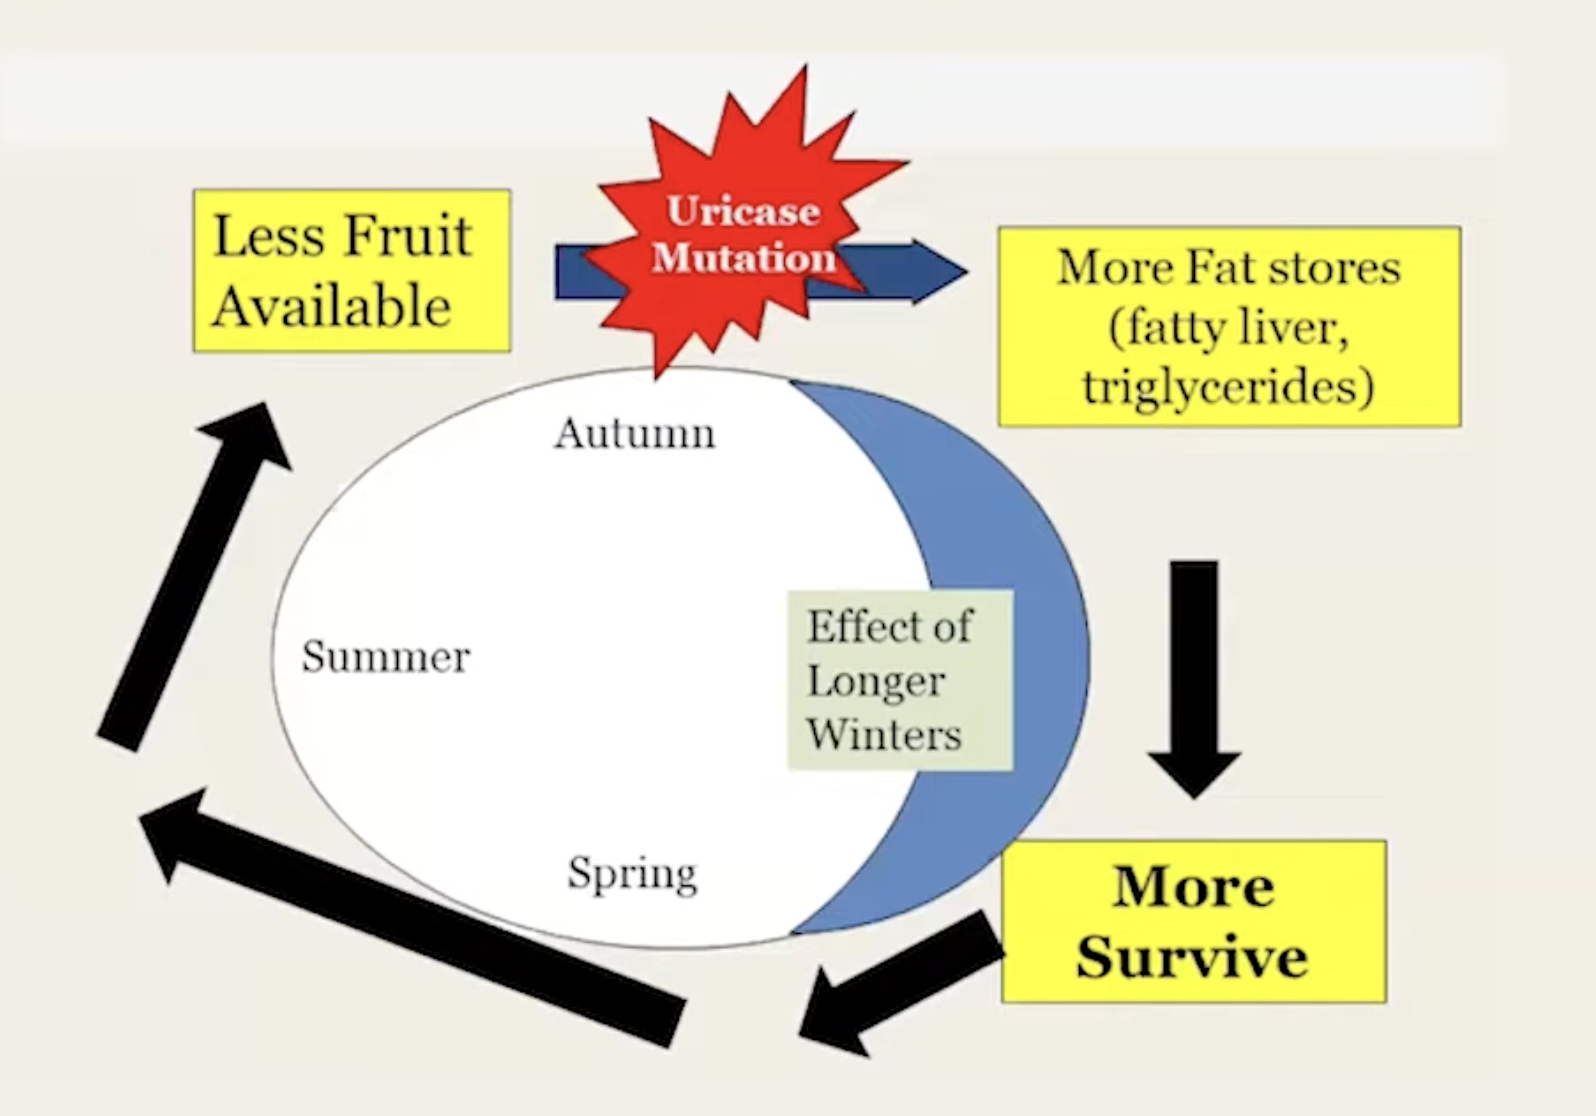 Uricase
Mutation
Less Fruit
Available
More Fat stores
(fatty liver,
triglycerides)
Autumn
Summer
Effect of
Longer
Winters
Spring
More
Survive